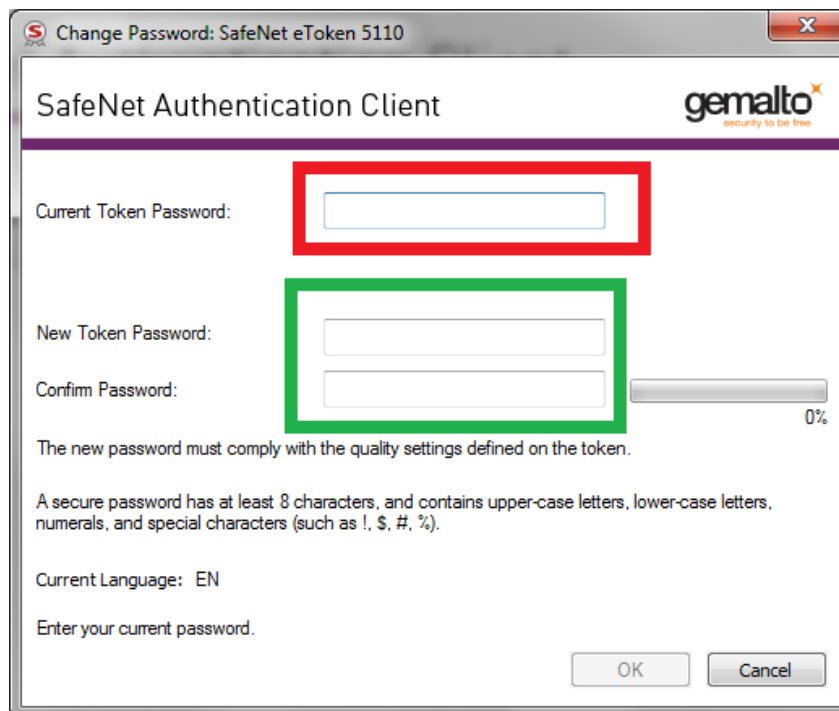 Change Password: SafeNet eToken 5110
SafeNet Authentication Client
gemalto
security to be free
Current Token Password:
New Token Password:
Confirm Password:
0%
The new password must comply with the quality settings defined on the token.
A secure password has at least 8 characters, and contains upper-case letters, lower-case letters,
numerals, and special characters (such as !, $, #, %).
Current Language: EN
Enter your current password.
OK
Cancel